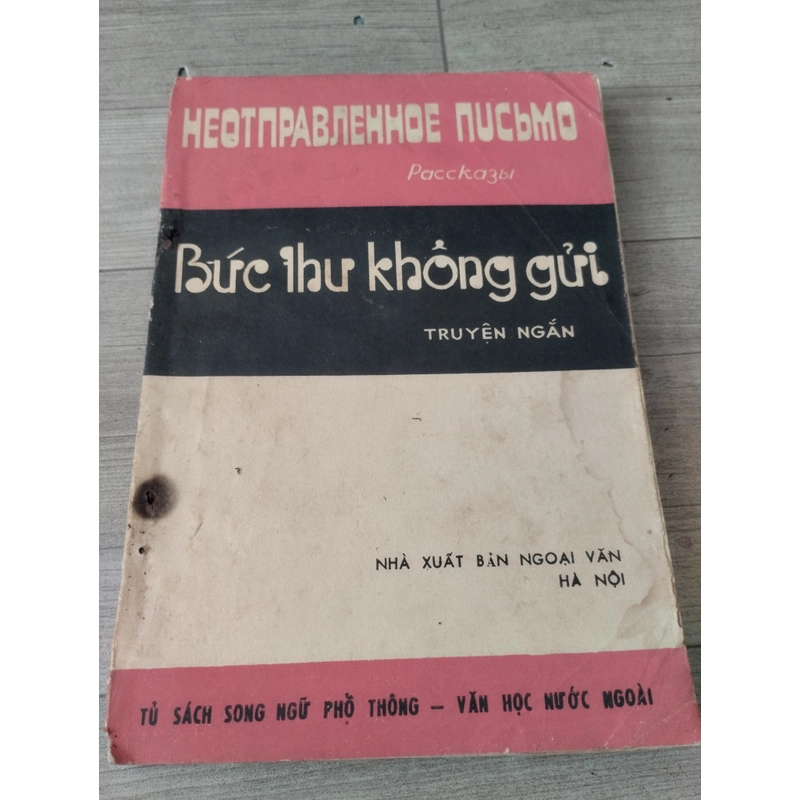 НЕОТПРАВЛЕННОЕ ПИСЬМО
Рассказы
Bức thư không gửi
TRUYỆN NGẮN
NHÀ XUẤT BẢN NGOẠI VĂN
HÀ NỘI
TỦ SÁCH SONG NGỮ PHỔ THÔNG – VĂN HỌC NƯỚC NGOÀI